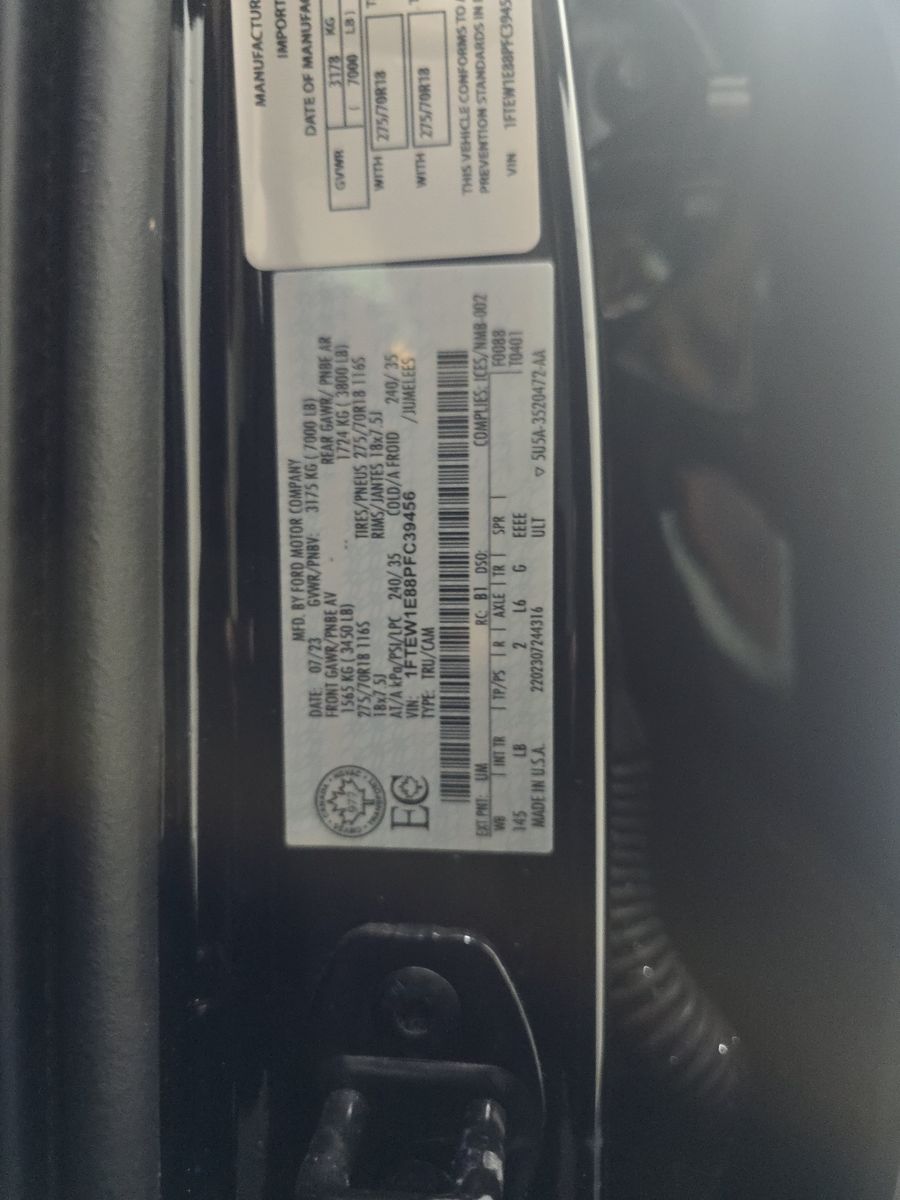 MANUFACTUR
IMPORT
DATE OF MANUFAC
GVWR 3178 KG
( 7000 LB)
WITH 275/70R18
WITH 275/70R18
THIS VEHICLE CONFORMS TO
PREVENTION STANDARDS IN
VIN: 1FTEW1E88PFC3945
MFD. BY FORD MOTOR COMPANY
DATE: 07/23 GVWR/PNBV: 3175 KG ( 7000 LB)
FRONT GAWR/PNBE AV REAR GAWR/ PNBE AR
1565 KG ( 3450 LB) 1724 KG ( 3800 LB)
275/70R18 116S TIRES/PNEUS 275/70R18 116S
18x7.5J RIMS/JANTES 18x7.5J
AT/A kPa/PSI/LPC 240/ 35 COLD/A FROID 240/ 35
VIN: 1FTEW1E88PFC39456 /JUMELEES
TYPE: TRU/CAM
CANADA
977
EC
EXT PNT: UM RC: B1 DSO: COMPLIES: ICES/NMB-002
WB | INT TR | TP/PS | R | AXLE | TR | SPR | F0088
145 LB 2 L6 G EEEE T0401
MADE IN U.S.A. 2202307244316 ULT ▽ 5U5A-3520472-AA